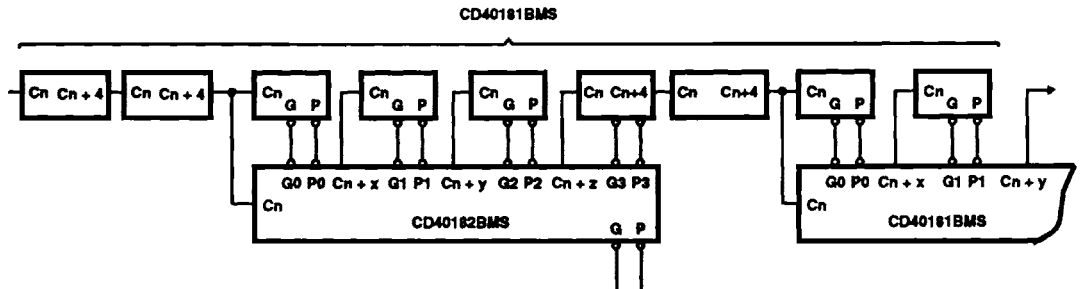 CD40181BMS
Cn Cn + 4 Cn Cn + 4 Cn Cn Cn Cn Cn+4 Cn Cn+4 Cn Cn
G P G P G P G P
G P
G0 P0 Cn + x G1 P1 Cn + y G2 P2 Cn + z G3 P3 G0 P0 Cn + x G1 P1 Cn + y
Cn Cn
CD40182BMS CD40181BMS
G P